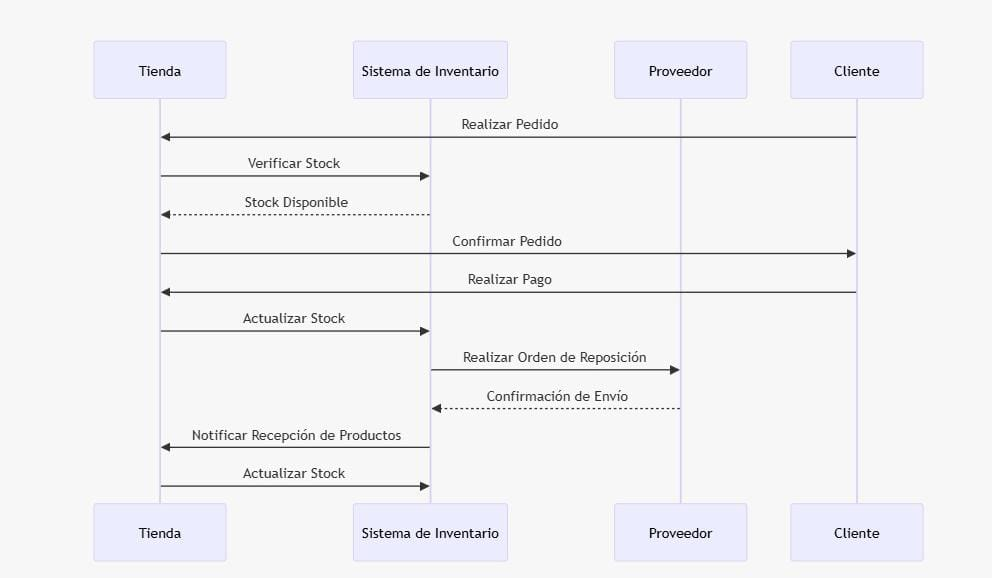 Tienda
Sistema de Inventario
Proveedor
Cliente
Realizar Pedido
Verificar Stock
Stock Disponible
Confirmar Pedido
Realizar Pago
Actualizar Stock
Realizar Orden de Reposición
Confirmación de Envío
Notificar Recepción de Productos
Actualizar Stock
Tienda
Sistema de Inventario
Proveedor
Cliente